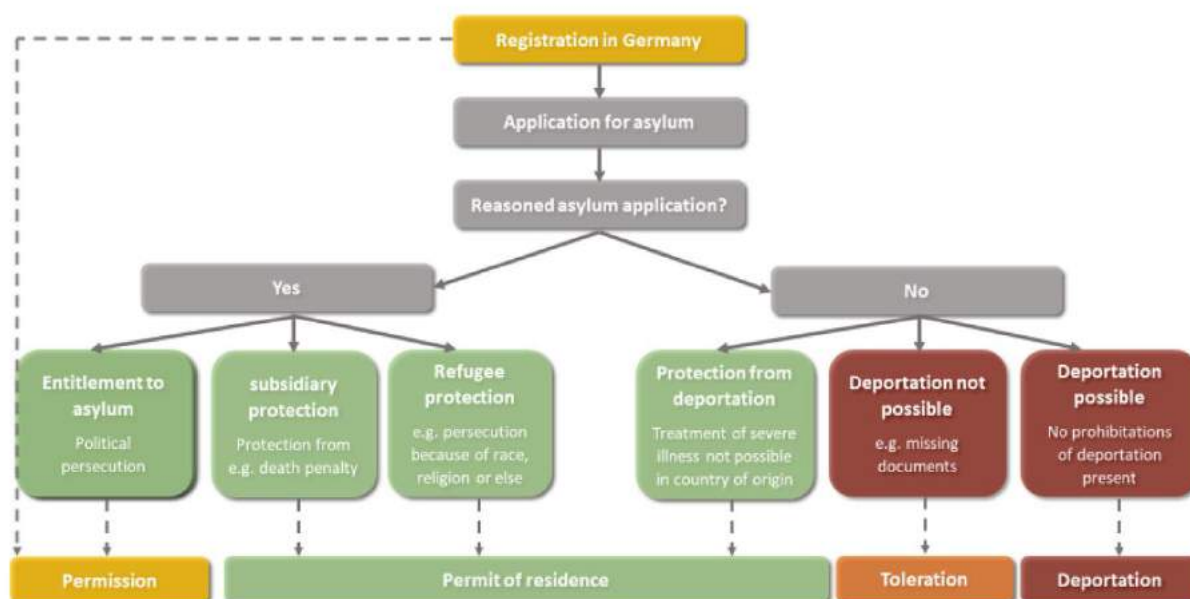 Registration in Germany
Application for asylum
Reasoned asylum application?
Yes
No
Entitlement to
asylum
Political
persecution
subsidiary
protection
Protection from
e.g. death penalty
Refugee
protection
e.g. persecution
because of race,
religion or else
Protection from
deportation
Treatment of severe
illness not possible
in country of origin
Deportation not
possible
e.g. missing
documents
Deportation
possible
No prohibitations
of deportation
present
Permission
Permit of residence
Toleration
Deportation